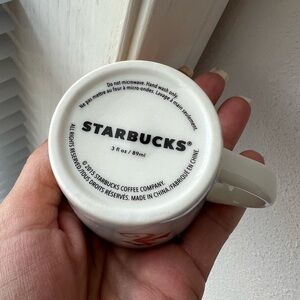 Do not microwave. Hand wash only.
Ne pas mettre au four à micro-ondes. Lavage à main seulement.
STARBUCKS®
3 fl oz / 89ml
© 2015 STARBUCKS COFFEE COMPANY.
ALL RIGHTS RESERVED/TOUS DROITS RÉSERVÉS. MADE IN CHINA/FABRIQUÉ EN CHINE.